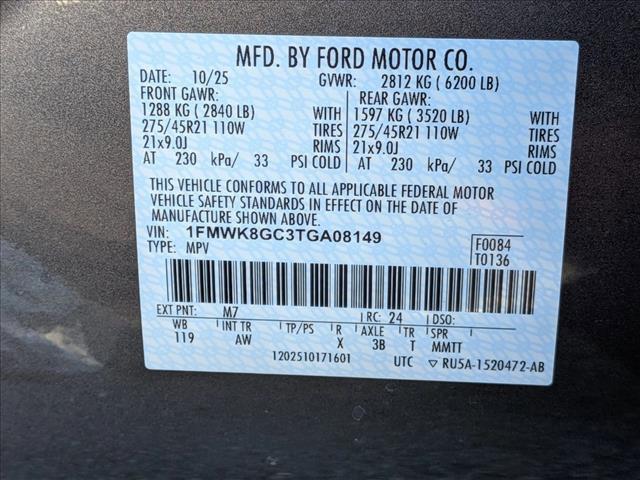 MFD. BY FORD MOTOR CO.
DATE: 10/25 GVWR: 2812 KG ( 6200 LB)
FRONT GAWR: REAR GAWR:
1288 KG ( 2840 LB) WITH 1597 KG ( 3520 LB) WITH
275/45R21 110W TIRES 275/45R21 110W TIRES
21x9.0J RIMS 21x9.0J RIMS
AT 230 kPa/ 33 PSI COLD AT 230 kPa/ 33 PSI COLD
THIS VEHICLE CONFORMS TO ALL APPLICABLE FEDERAL MOTOR
VEHICLE SAFETY STANDARDS IN EFFECT ON THE DATE OF
MANUFACTURE SHOWN ABOVE.
VIN: 1FMWK8GC3TGA08149 F0084
TYPE: MPV T0136
EXT PNT: M7 RC: 24 DSO:
WB INT TR TP/PS R AXLE TR SPR
119 AW X 3B T MMTT
1202510171601 UTC RU5A-1520472-AB